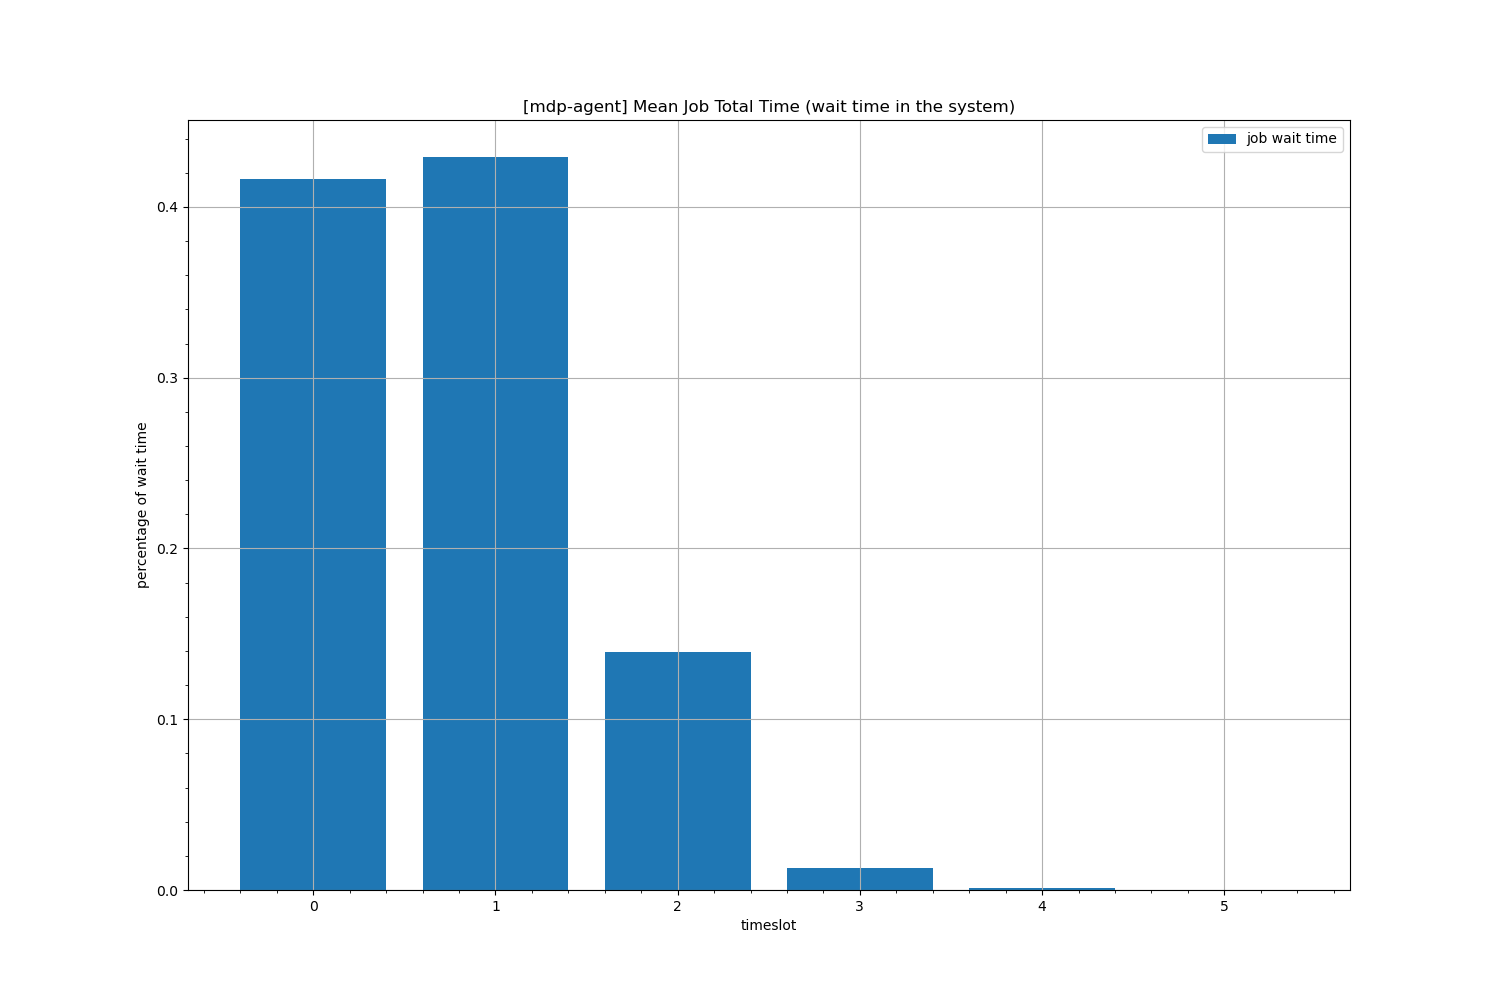 [mdp-agent] Mean Job Total Time (wait time in the system)
job wait time
0.4
0.3
0.2
0.1
0.0
percentage of wait time
0 1 2 3 4 5
timeslot